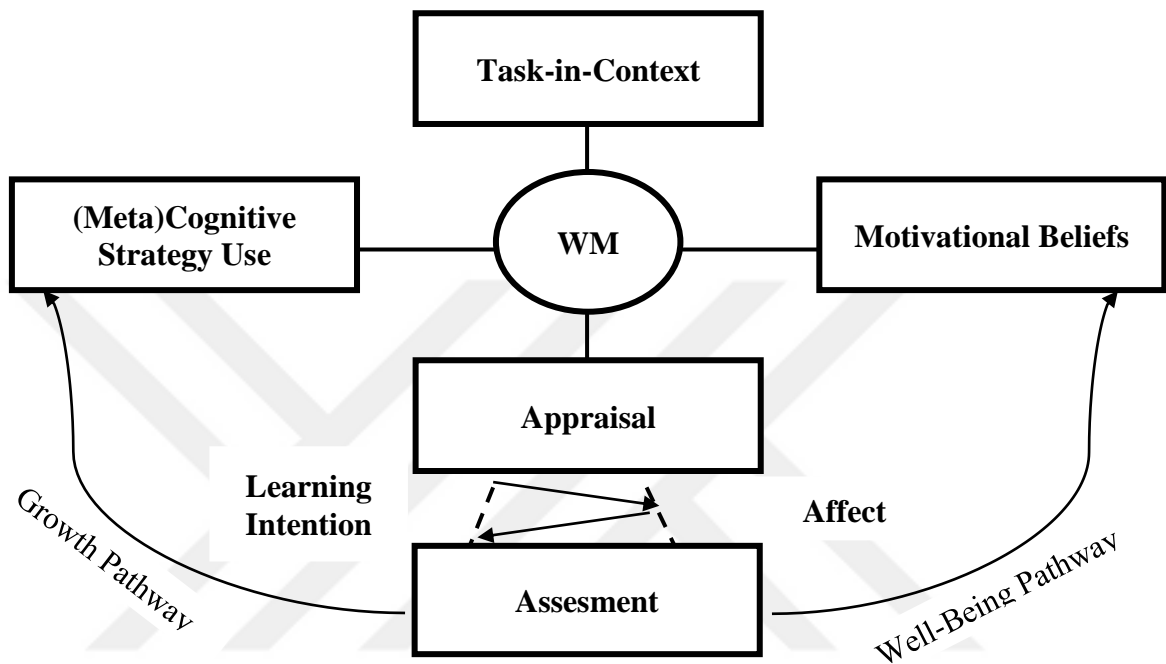 Task-in-Context
(Meta)Cognitive
Strategy Use
WM
Motivational Beliefs
Appraisal
Learning
Intention
Affect
Growth Pathway
Assesment
Well-Being Pathway